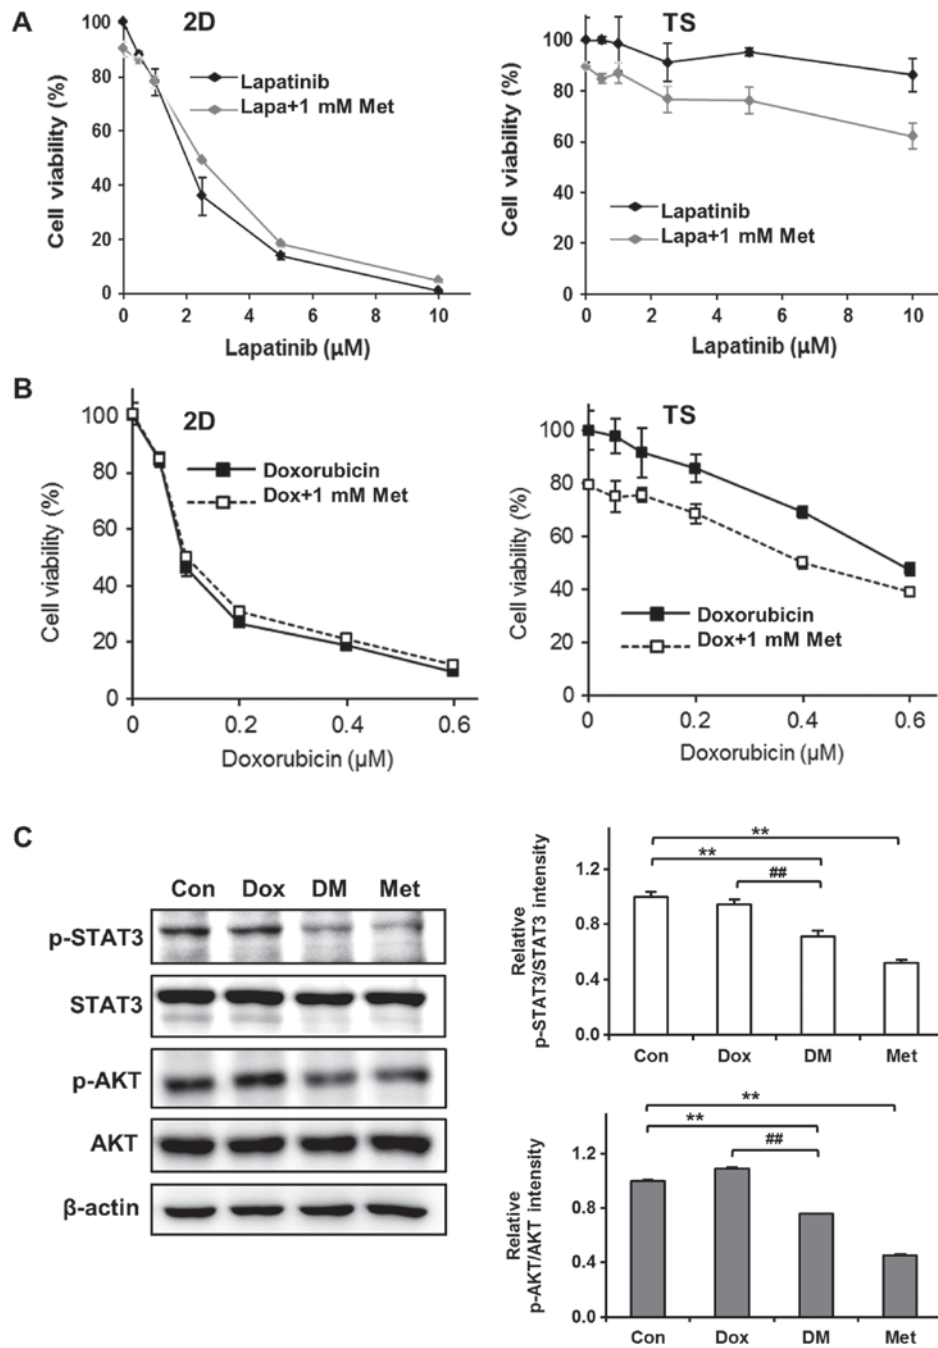 A
2D
Cell viability (%)
100
80
60
40
20
0
Lapatinib
Lapa+1 mM Met
0 2 4 6 8 10
Lapatinib (μM)
TS
Cell viability (%)
100
80
60
40
20
0
Lapatinib
Lapa+1 mM Met
0 2 4 6 8 10
Lapatinib (μM)
B
2D
Cell viability (%)
100
80
60
40
20
0
Doxorubicin
Dox+1 mM Met
0 0.2 0.4 0.6
Doxorubicin (μM)
TS
Cell viability (%)
100
80
60
40
20
0
Doxorubicin
Dox+1 mM Met
0 0.2 0.4 0.6
Doxorubicin (μM)
C
Con Dox DM Met
p-STAT3
STAT3
p-AKT
AKT
β-actin
Relative
p-STAT3/STAT3 intensity
**
**
##
1.2
0.8
0.4
0.0
Con Dox DM Met
Relative
p-AKT/AKT intensity
**
**
##
1.2
0.8
0.4
0.0
Con Dox DM Met